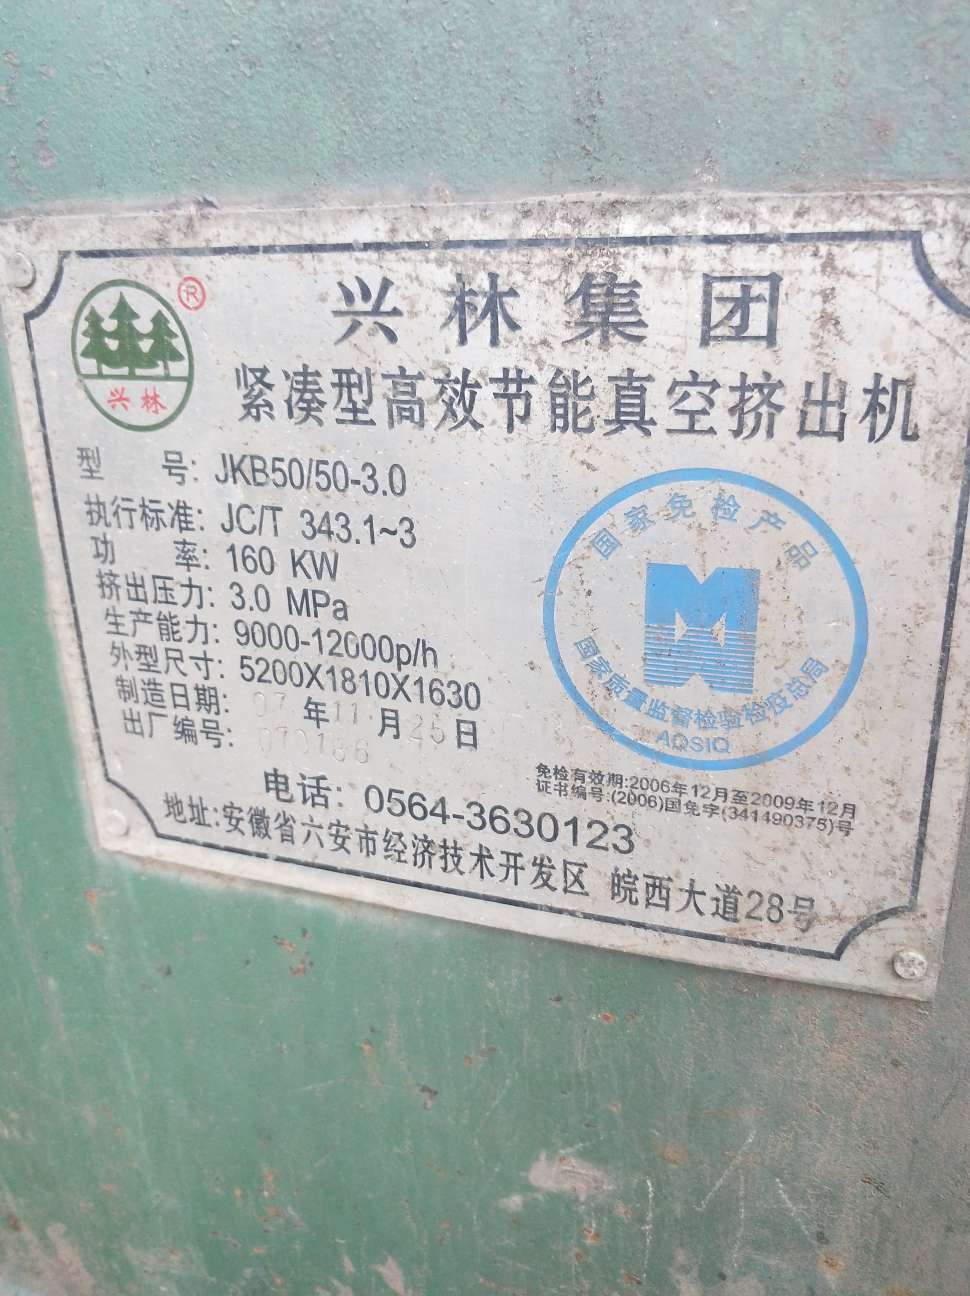 兴林集团
®
兴林
紧凑型高效节能真空挤出机
型 号: JKB50/50-3.0
执行标准: JC/T 343.1~3
功 率: 160 KW
挤出压力: 3.0 MPa
生产能力: 9000-12000p/h
外型尺寸: 5200X1810X1630
制造日期: 07 年 11 月 25 日
出厂编号: 070186
国家免检产品
国家质量监督检验检疫总局
AQSIQ
免检有效期:2006年12月至2009年12月
证书编号:(2006)国免字(341490375)号
电话: 0564-3630123
地址:安徽省六安市经济技术开发区 皖西大道28号